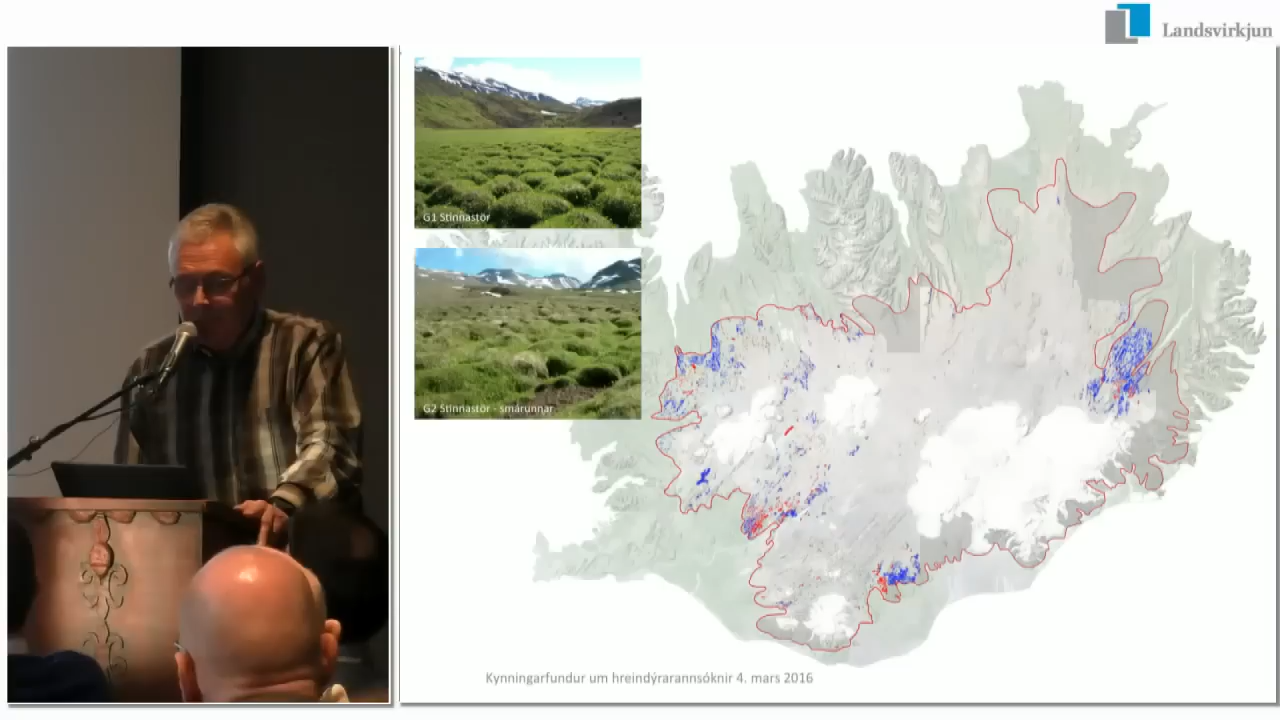 Landsvirkjun
G1 Stinnastör
G2 Stinnastör - smárunnar
Kynningarfundur um hreindýrarannsóknir 4. mars 2016